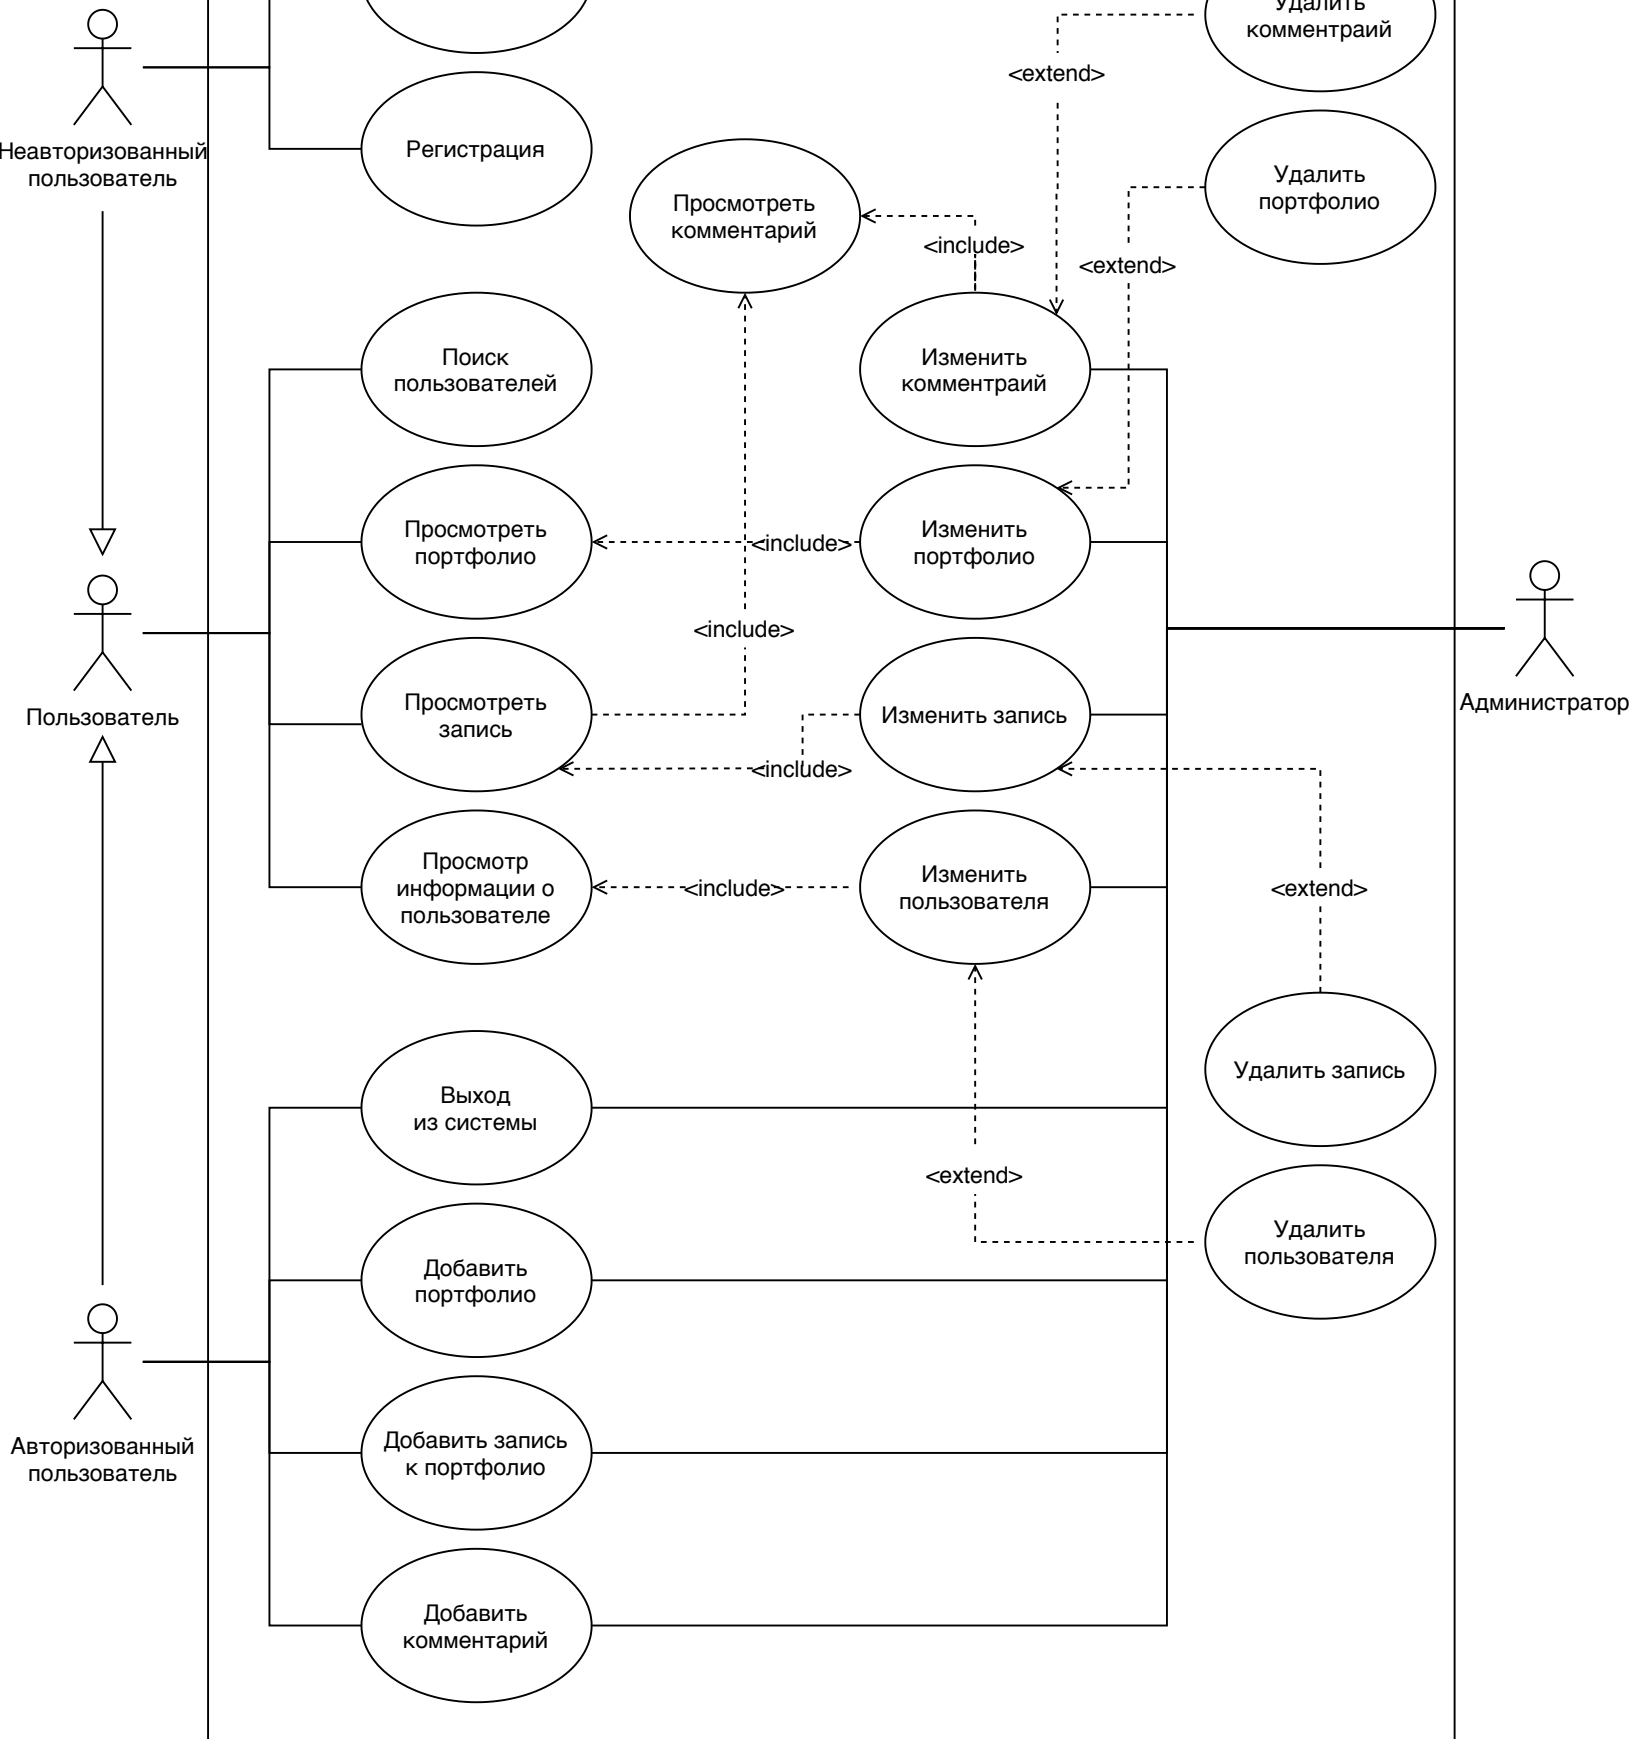 Удалить
комментраий
<extend>
Неавторизованный
пользователь
Регистрация
Удалить
портфолио
Просмотреть
комментарий
<include>
<extend>
Поиск
пользователей
Изменить
комментраий
Просмотреть
портфолио
<include>
Изменить
портфолио
<include>
Пользователь
Просмотреть
запись
Изменить запись
Администратор
<include>
Просмотр
информации о
пользователе
<include>
Изменить
пользователя
<extend>
Выход
из системы
Удалить запись
<extend>
Добавить
портфолио
Удалить
пользователя
Авторизованный
пользователь
Добавить запись
к портфолио
Добавить
комментарий